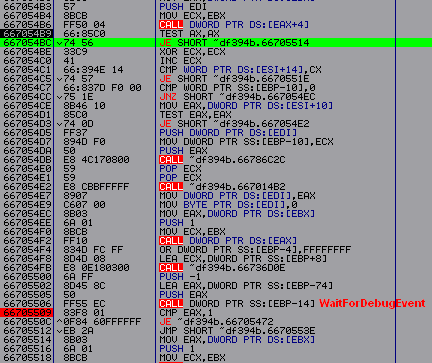 667054B3 57 PUSH EDI
667054B4 8BCB MOV ECX,EBX
667054B6 FF50 04 CALL DWORD PTR DS:[EAX+4]
667054B9 66:85C0 TEST AX,AX
667054BC 74 56 JE SHORT ~df394b.66705514
667054BE 33C9 XOR ECX,ECX
667054C0 41 INC ECX
667054C1 66:394E 14 CMP WORD PTR DS:[ESI+14],CX
667054C5 74 57 JE SHORT ~df394b.6670551E
667054C7 66:837D F0 00 CMP WORD PTR SS:[EBP-10],0
667054CC 75 1E JNZ SHORT ~df394b.667054EC
667054CE 8B46 10 MOV EAX,DWORD PTR DS:[ESI+10]
667054D1 85C0 TEST EAX,EAX
667054D3 74 0D JE SHORT ~df394b.667054E2
667054D5 FF37 PUSH DWORD PTR DS:[EDI]
667054D7 894D F0 MOV DWORD PTR SS:[EBP-10],ECX
667054DA 50 PUSH EAX
667054DB E8 4C170800 CALL ~df394b.66786C2C
667054E0 59 POP ECX
667054E1 59 POP ECX
667054E2 E8 CBBFFFFF CALL ~df394b.667014B2
667054E7 8907 MOV DWORD PTR DS:[EDI],EAX
667054E9 C607 00 MOV BYTE PTR DS:[EDI],0
667054EC 8B03 MOV EAX,DWORD PTR DS:[EBX]
667054EE 6A 01 PUSH 1
667054F0 8BCB MOV ECX,EBX
667054F2 FF10 CALL DWORD PTR DS:[EAX]
667054F4 834D FC FF OR DWORD PTR SS:[EBP-4],FFFFFFFF
667054F8 8D4D 08 LEA ECX,DWORD PTR SS:[EBP+8]
667054FB E8 0E180300 CALL ~df394b.66736D0E
66705500 6A FF PUSH -1
66705502 8D45 8C LEA EAX,DWORD PTR SS:[EBP-74]
66705505 50 PUSH EAX
66705506 FF55 EC CALL DWORD PTR SS:[EBP-14] WaitForDebugEvent
66705509 83F8 01 CMP EAX,1
6670550C ^0F84 60FFFFFF JE ~df394b.66705472
66705512 EB 2A JMP SHORT ~df394b.6670553E
66705514 8B03 MOV EAX,DWORD PTR DS:[EBX]
66705516 6A 01 PUSH 1
66705518 8BCB MOV ECX,EBX